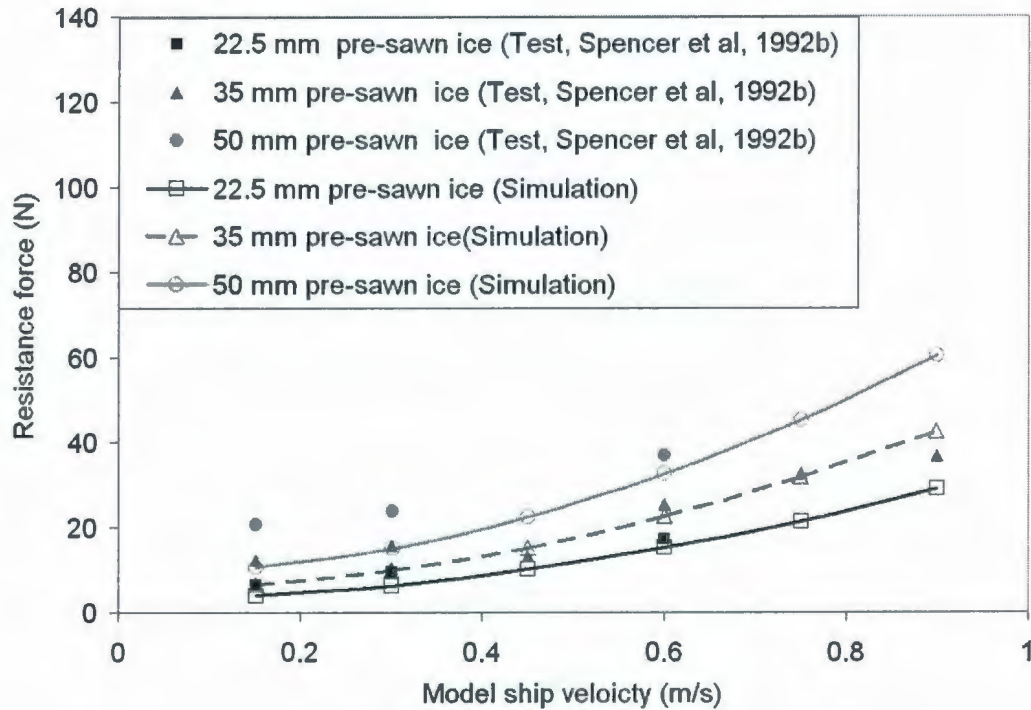 140
120
100
80
60
40
20
0
22.5 mm pre-sawn ice (Test, Spencer et al, 1992b)
35 mm pre-sawn ice (Test, Spencer et al, 1992b)
50 mm pre-sawn ice (Test, Spencer et al, 1992b)
22.5 mm pre-sawn ice (Simulation)
35 mm pre-sawn ice(Simulation)
50 mm pre-sawn ice (Simulation)
Resistance force (N)
0 0.2 0.4 0.6 0.8 1
Model ship veloicty (m/s)